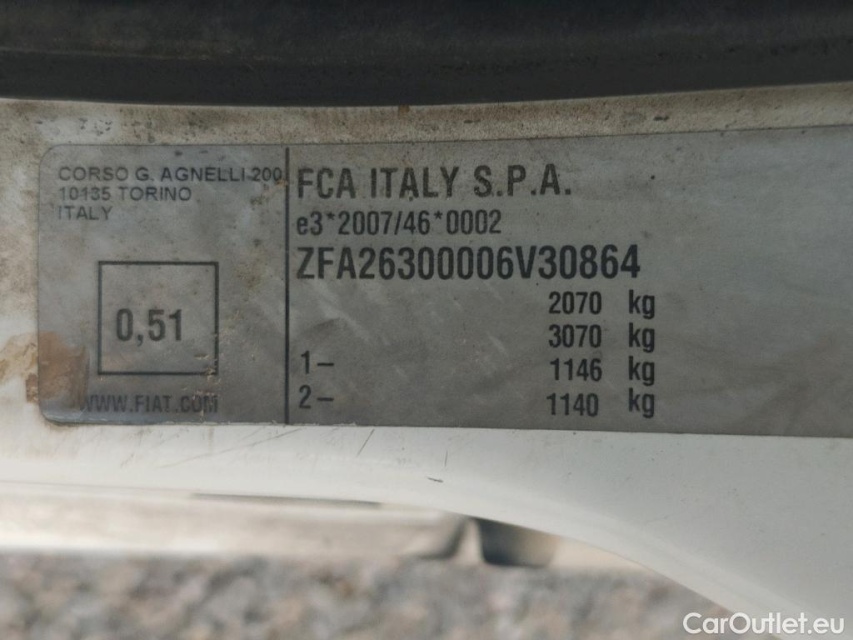 CORSO G. AGNELLI 200
10135 TORINO
ITALY
0,51
WWW.FIAT.COM
FCA ITALY S.P.A.
e3*2007/46*0002
ZFA26300006V30864
2070 kg
3070 kg
1– 1146 kg
2– 1140 kg
CarOutlet.eu